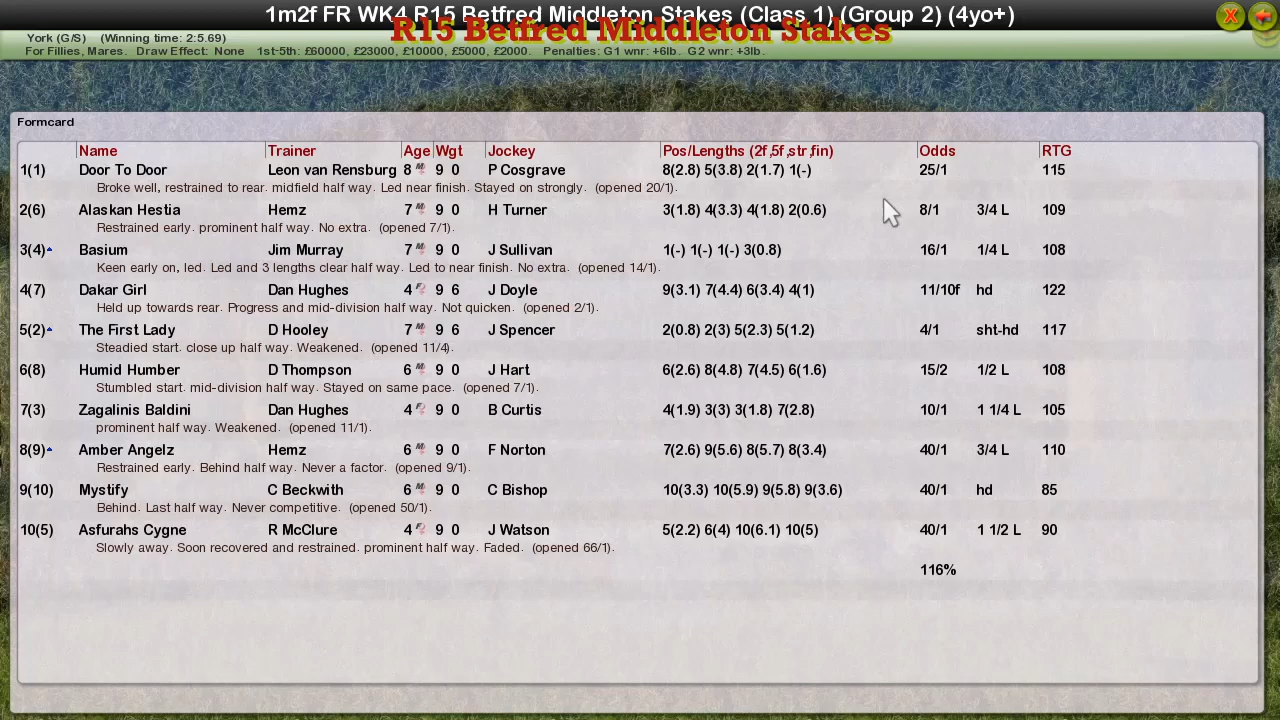 1m2f FR WK4 R15 Betfred Middleton Stakes (Class 1) (Group 2) (4yo+)
R15 Betfred Middleton Stakes
York (G/S) (Winning time: 2:5.69)
For Fillies, Mares. Draw Effect: None 1st-5th: £60000, £23000, £10000, £5000, £2000. Penalties: G1 wnr: +6lb. G2 wnr: +3lb.
Formcard
Name Trainer Age Wgt Jockey Pos/Lengths (2f,5f,str,fin) Odds RTG
1(1) Door To Door Leon van Rensburg 8 M 9 0 P Cosgrave 8(2.8) 5(3.8) 2(1.7) 1(-) 25/1 115
Broke well, restrained to rear. midfield half way. Led near finish. Stayed on strongly. (opened 20/1).
2(6) Alaskan Hestia Hemz 7 M 9 0 H Turner 3(1.8) 4(3.3) 4(1.8) 2(0.6) 8/1 3/4 L 109
Restrained early. prominent half way. No extra. (opened 7/1).
3(4) Basium Jim Murray 7 M 9 0 J Sullivan 1(-) 1(-) 1(-) 3(0.8) 16/1 1/4 L 108
Keen early on, led. Led and 3 lengths clear half way. Led to near finish. No extra. (opened 14/1).
4(7) Dakar Girl Dan Hughes 4 F 9 6 J Doyle 9(3.1) 7(4.4) 6(3.4) 4(1) 11/10f hd 122
Held up towards rear. Progress and mid-division half way. Not quicken. (opened 2/1).
5(2) The First Lady D Hooley 7 M 9 6 J Spencer 2(0.8) 2(3) 5(2.3) 5(1.2) 4/1 sht-hd 117
Steadied start. close up half way. Weakened. (opened 11/4).
6(8) Humid Humber D Thompson 6 M 9 0 J Hart 6(2.6) 8(4.8) 7(4.5) 6(1.6) 15/2 1/2 L 108
Stumbled start. mid-division half way. Stayed on same pace. (opened 7/1).
7(3) Zagalinis Baldini Dan Hughes 4 F 9 0 B Curtis 4(1.9) 3(3) 3(1.8) 7(2.8) 10/1 1 1/4 L 105
prominent half way. Weakened. (opened 11/1).
8(9) Amber Angelz Hemz 6 M 9 0 F Norton 7(2.6) 9(5.6) 8(5.7) 8(3.4) 40/1 3/4 L 110
Restrained early. Behind half way. Never a factor. (opened 9/1).
9(10) Mystify C Beckwith 6 M 9 0 C Bishop 10(3.3) 10(5.9) 9(5.8) 9(3.6) 40/1 hd 85
Behind. Last half way. Never competitive. (opened 50/1).
10(5) Asfurahs Cygne R McClure 4 F 9 0 J Watson 5(2.2) 6(4) 10(6.1) 10(5) 40/1 1 1/2 L 90
Slowly away. Soon recovered and restrained. prominent half way. Faded. (opened 66/1).
116%